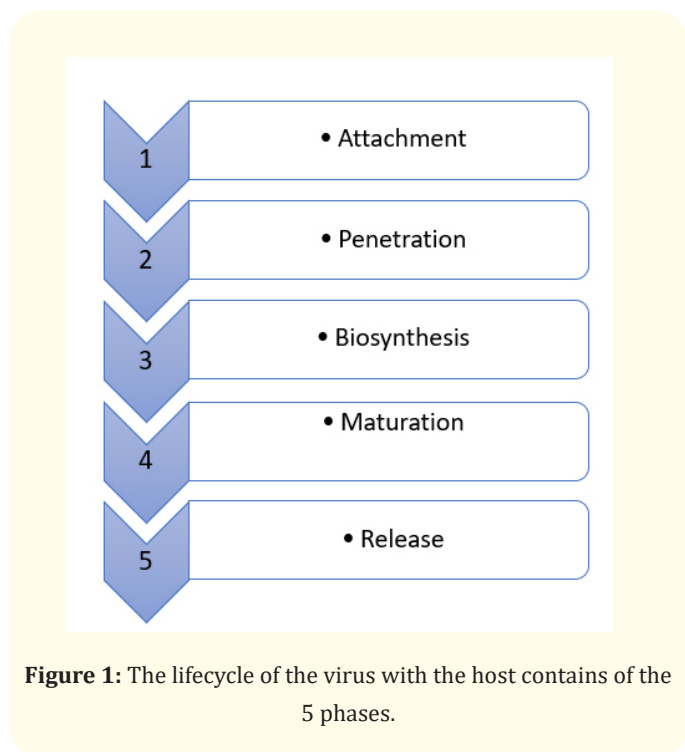 1
• Attachment
2
• Penetration
3
• Biosynthesis
4
• Maturation
5
• Release
Figure 1: The lifecycle of the virus with the host contains of the
5 phases.